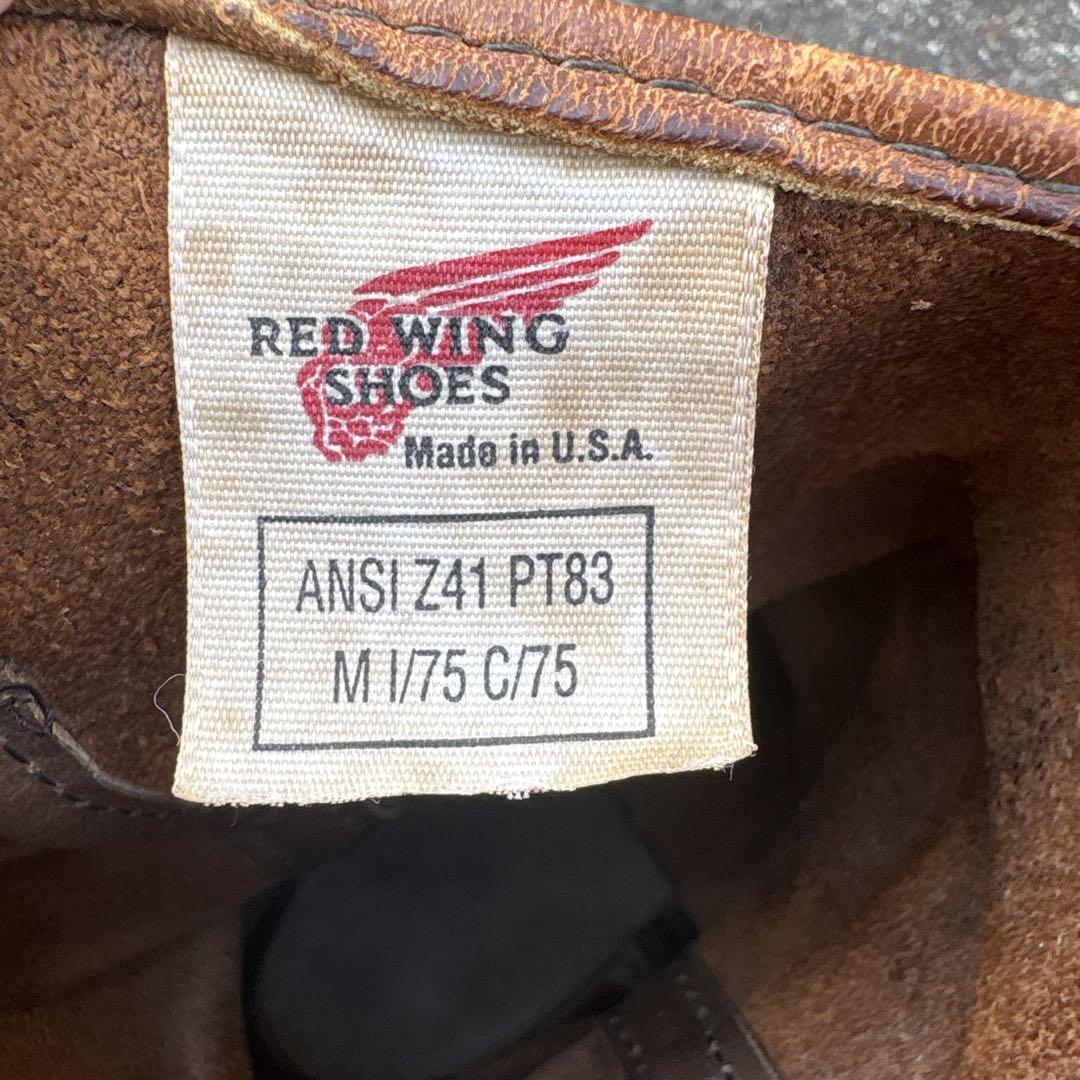 RED WING
SHOES
Made in U.S.A.
ANSI Z41 PT83
M I/75 C/75